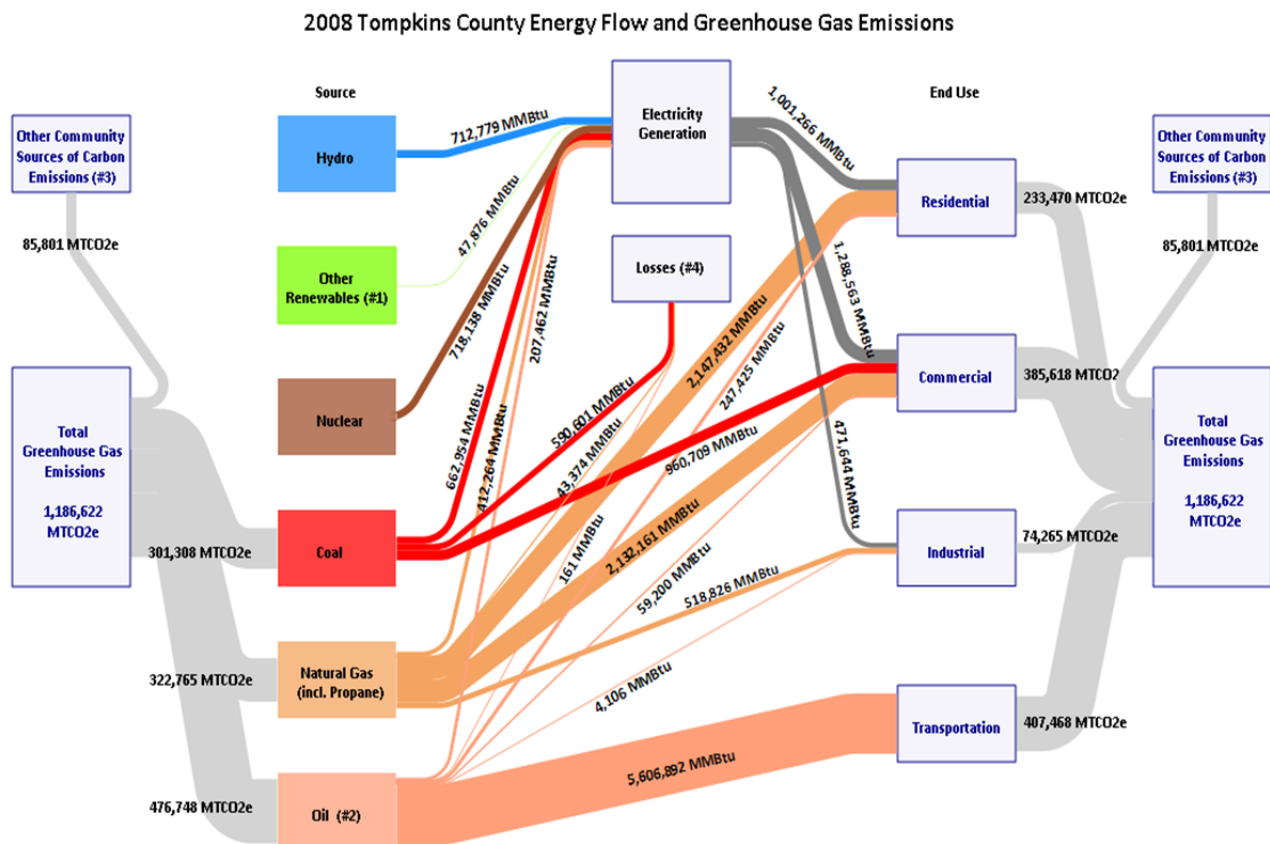 2008 Tompkins County Energy Flow and Greenhouse Gas Emissions
Source
End Use
Other Community
Sources of Carbon
Emissions (#3)
85,801 MTCO2e
Total
Greenhouse Gas
Emissions
1,186,622
MTCO2e
301,308 MTCO2e
322,765 MTCO2e
476,748 MTCO2e
Hydro
Other
Renewables (#1)
Nuclear
Coal
Natural Gas
(incl. Propane)
Oil (#2)
712,779 MMBtu
47,876 MMBtu
718,138 MMBtu
207,462 MMBtu
662,954 MMBtu
412,264 MMBtu
590,601 MMBtu
43,374 MMBtu
161 MMBtu
2,147,432 MMBtu
247,425 MMBtu
960,709 MMBtu
2,132,161 MMBtu
59,200 MMBtu
518,826 MMBtu
4,106 MMBtu
5,606,892 MMBtu
Electricity
Generation
Losses (#4)
1,001,266 MMBtu
1,288,563 MMBtu
471,644 MMBtu
Residential
Commercial
Industrial
Transportation
233,470 MTCO2e
385,618 MTCO2
74,265 MTCO2e
407,468 MTCO2e
Other Community
Sources of Carbon
Emissions (#3)
85,801 MTCO2e
Total
Greenhouse Gas
Emissions
1,186,622
MTCO2e